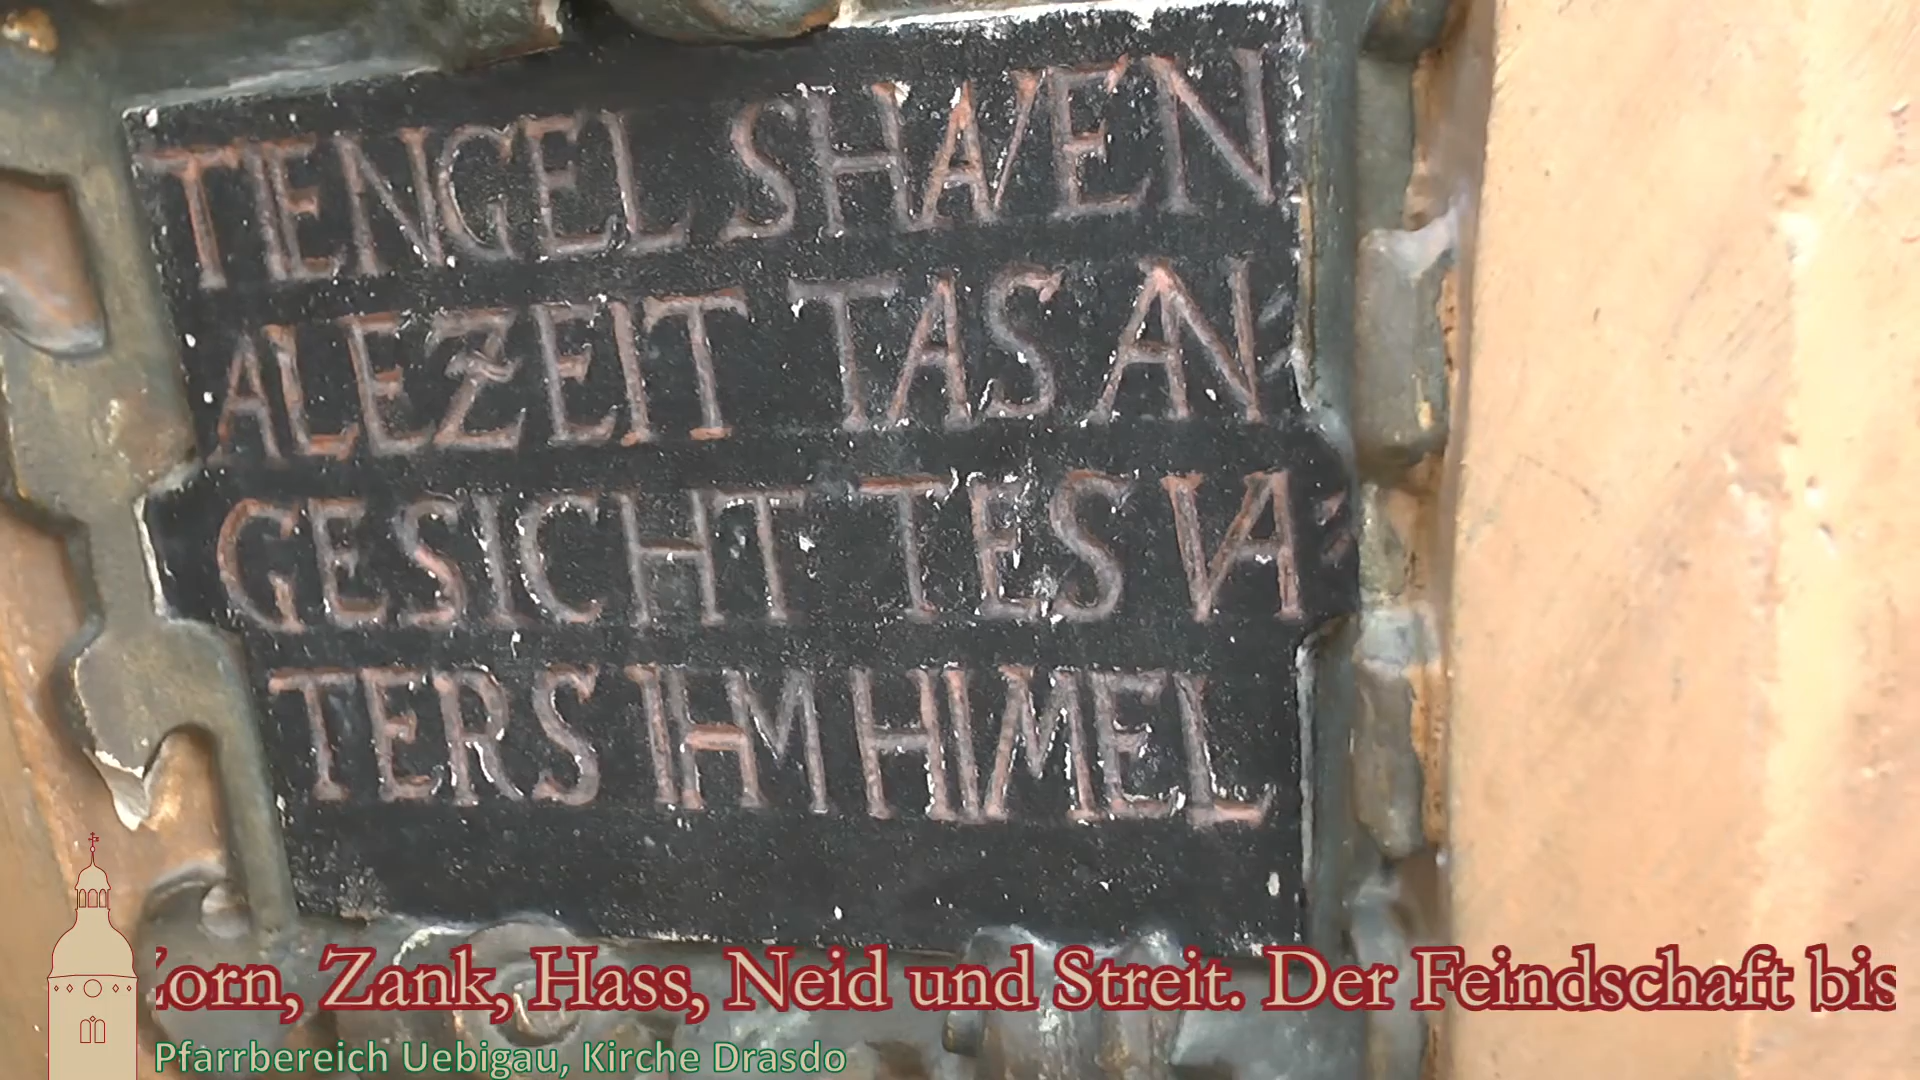 TIENGEL SHAVEN
ALEZEIT TAS AN=
GESICHT TES VA=
TERS IHM HIMEL
Zorn, Zank, Hass, Neid und Streit. Der Feindschaft bis
Pfarrbereich Uebigau, Kirche Drasdo